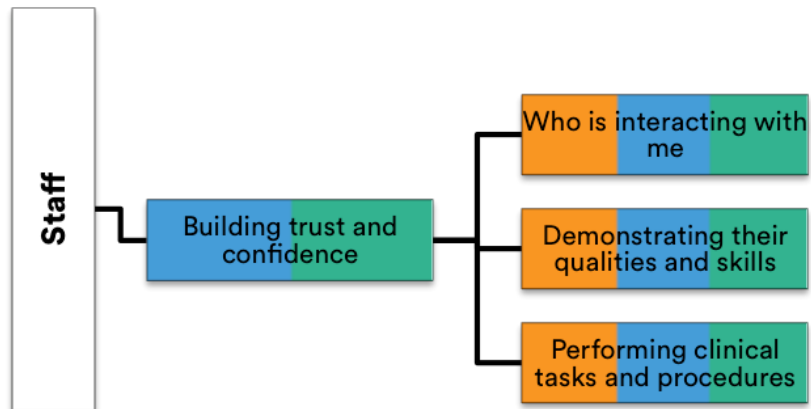 Staff
Building trust and
confidence
Who is interacting with
me
Demonstrating their
qualities and skills
Performing clinical
tasks and procedures